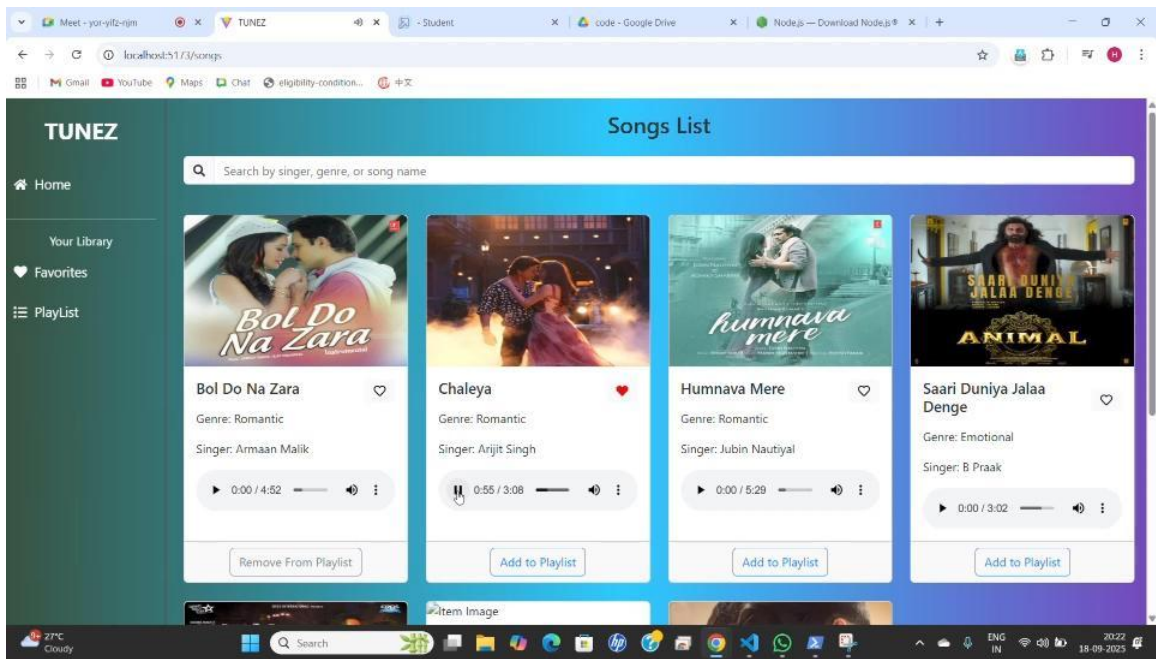 Meet - yor-yifz-njm
TUNEZ
- Student
code - Google Drive
Node.js — Download Node.js®
localhost:5173/songs
Gmail
YouTube
Maps
Chat
eligibility-condition...
中文
TUNEZ
Home
Your Library
Favorites
PlayList
Songs List
Search by singer, genre, or song name
BOL DO
NA ZARA
humnava
mere
SAARI DUNIYA
JALAA DENGE
ANIMAL
Bol Do Na Zara
Genre: Romantic
Singer: Armaan Malik
0:00 / 4:52
Remove From Playlist
Chaleya
Genre: Romantic
Singer: Arijit Singh
0:55 / 3:08
Add to Playlist
Humnava Mere
Genre: Romantic
Singer: Jubin Nautiyal
0:00 / 5:29
Add to Playlist
Saari Duniya Jalaa
Denge
Genre: Emotional
Singer: B Praak
0:00 / 3:02
Add to Playlist
Item Image
27°C
Cloudy
Search
ENG
IN
20:22
18-09-2025